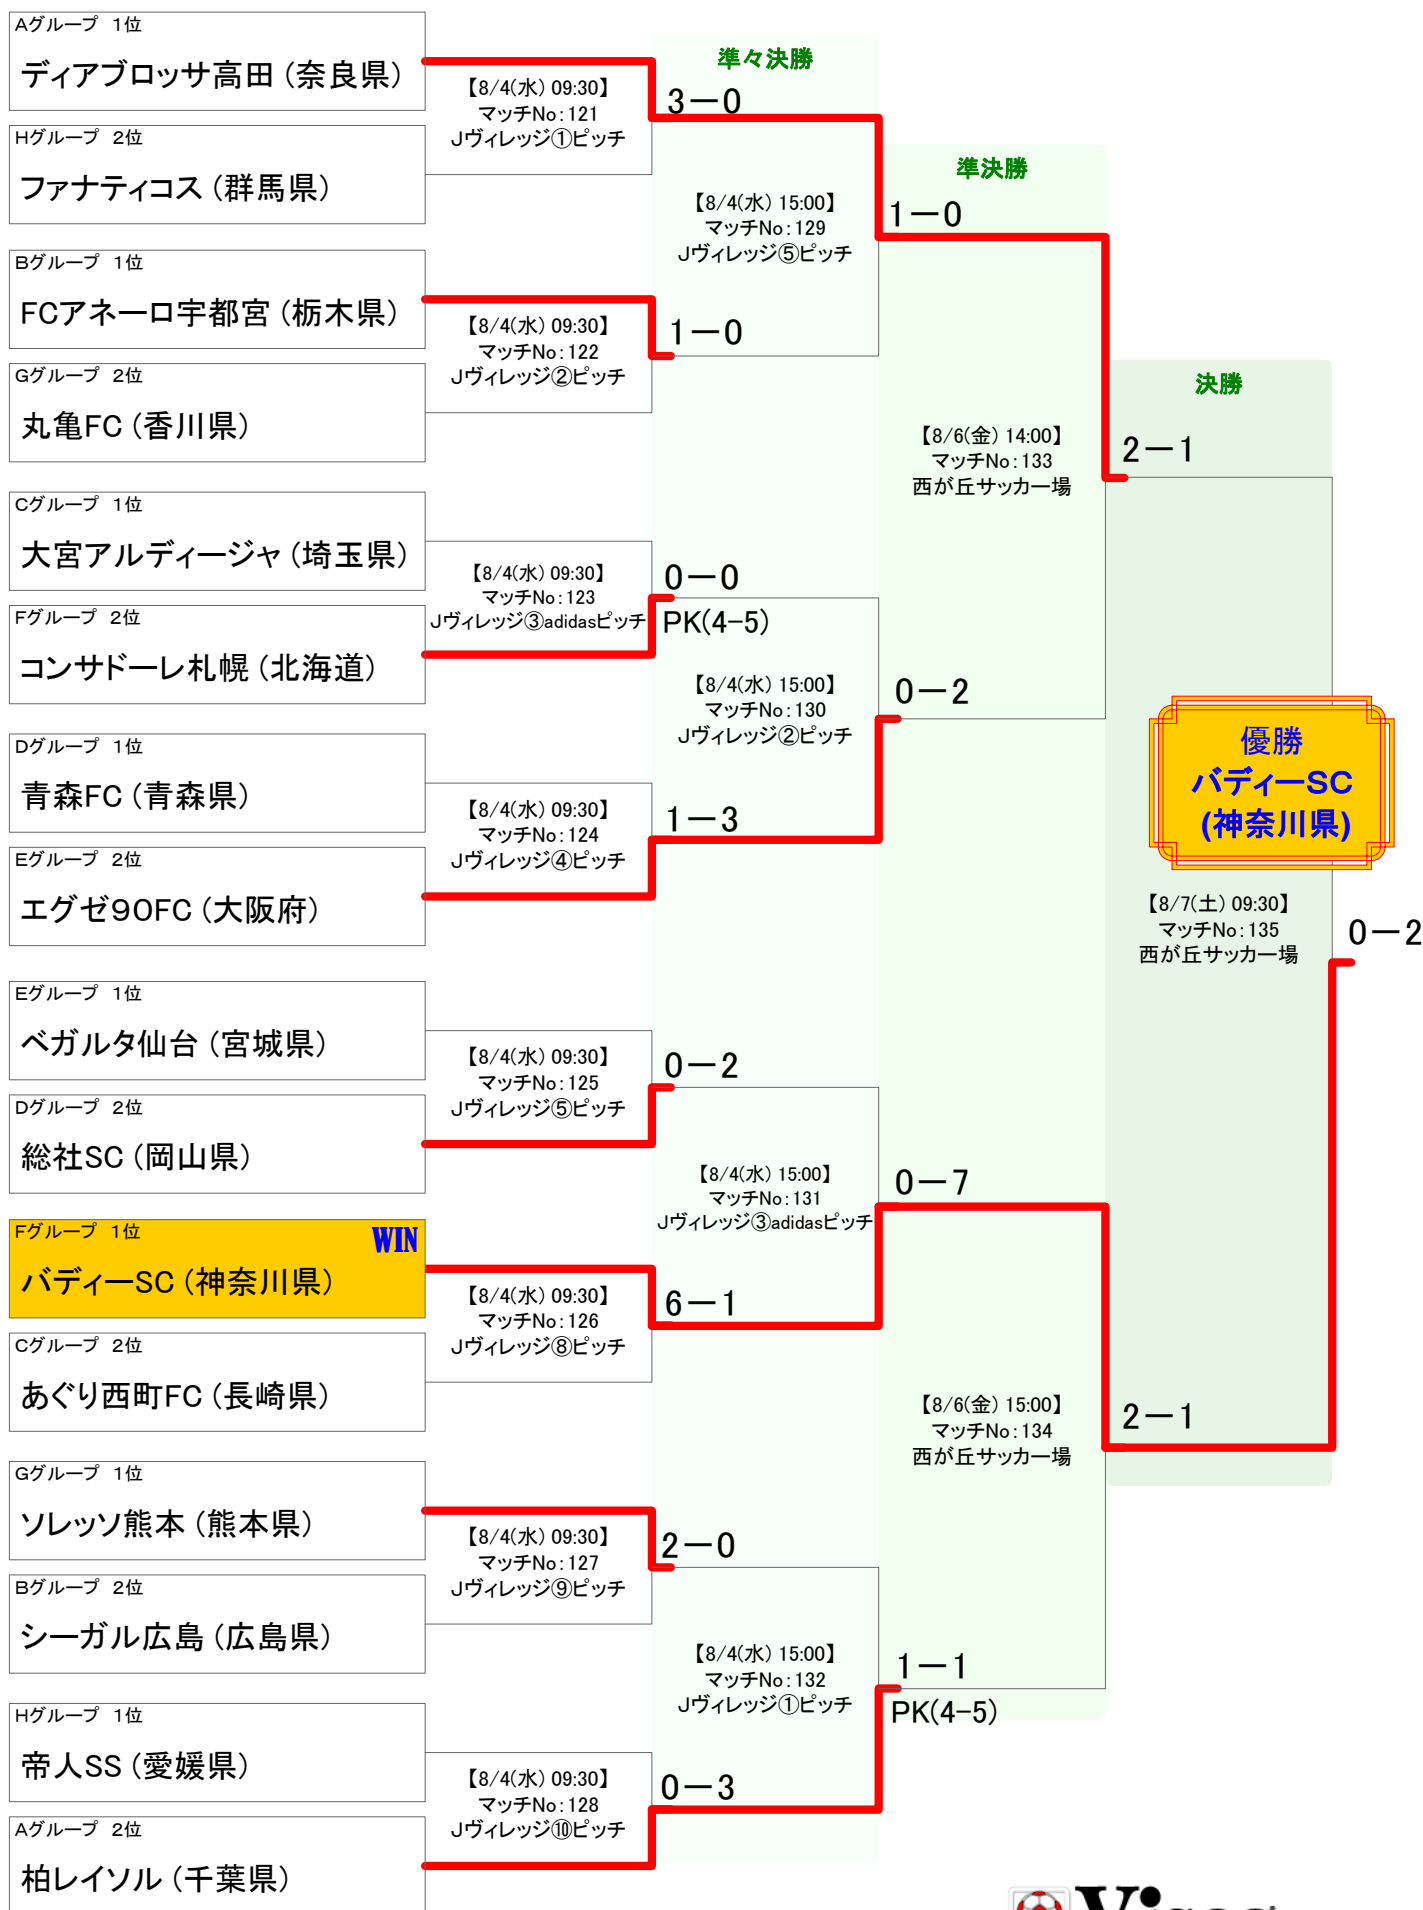 Aグループ 1位
ディアブロッサ高田 (奈良県)
Hグループ 2位
ファナティコス (群馬県)
Bグループ 1位
FCアネーロ宇都宮 (栃木県)
Gグループ 2位
丸亀FC (香川県)
Cグループ 1位
大宮アルディージャ (埼玉県)
Fグループ 2位
コンサドーレ札幌 (北海道)
Dグループ 1位
青森FC (青森県)
Eグループ 2位
エグゼ90FC (大阪府)
Eグループ 1位
ベガルタ仙台 (宮城県)
Dグループ 2位
総社SC (岡山県)
Fグループ 1位
WIN
バディーSC (神奈川県)
Cグループ 2位
あぐり西町FC (長崎県)
Gグループ 1位
ソレッソ熊本 (熊本県)
Bグループ 2位
シーガル広島 (広島県)
Hグループ 1位
帝人SS (愛媛県)
Aグループ 2位
柏レイソル (千葉県)
【8/4(水) 09:30】
マッチNo:121
Jヴィレッジ①ピッチ
【8/4(水) 09:30】
マッチNo:122
Jヴィレッジ②ピッチ
【8/4(水) 09:30】
マッチNo:123
Jヴィレッジ③adidasピッチ
【8/4(水) 09:30】
マッチNo:124
Jヴィレッジ④ピッチ
【8/4(水) 09:30】
マッチNo:125
Jヴィレッジ⑤ピッチ
【8/4(水) 09:30】
マッチNo:126
Jヴィレッジ⑧ピッチ
【8/4(水) 09:30】
マッチNo:127
Jヴィレッジ⑨ピッチ
【8/4(水) 09:30】
マッチNo:128
Jヴィレッジ⑩ピッチ
準々決勝
3－0
【8/4(水) 15:00】
マッチNo:129
Jヴィレッジ⑤ピッチ
1－0
0－0
PK(4-5)
【8/4(水) 15:00】
マッチNo:130
Jヴィレッジ②ピッチ
1－3
0－2
【8/4(水) 15:00】
マッチNo:131
Jヴィレッジ③adidasピッチ
6－1
2－0
【8/4(水) 15:00】
マッチNo:132
Jヴィレッジ①ピッチ
0－3
準決勝
1－0
【8/6(金) 14:00】
マッチNo:133
西が丘サッカー場
0－2
0－7
【8/6(金) 15:00】
マッチNo:134
西が丘サッカー場
1－1
PK(4-5)
決勝
2－1
優勝
バディーSC
(神奈川県)
【8/7(土) 09:30】
マッチNo:135
西が丘サッカー場
0－2
2－1